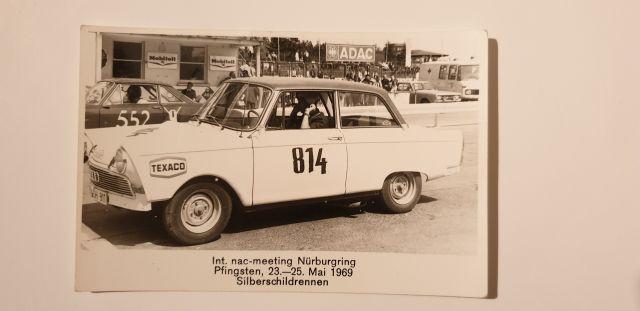 Mobiloil
Mobiloil
ADAC
552
814
TEXACO
Int. nac-meeting Nürburgring
Pfingsten, 23.—25. Mai 1969
Silberschildrennen